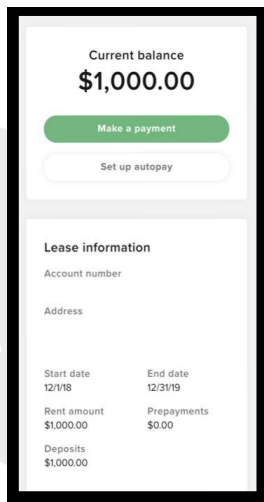 Current balance
$1,000.00
Make a payment
Set up autopay
Lease information
Account number
Address
Start date End date
12/1/18 12/31/19
Rent amount Prepayments
$1,000.00 $0.00
Deposits
$1,000.00